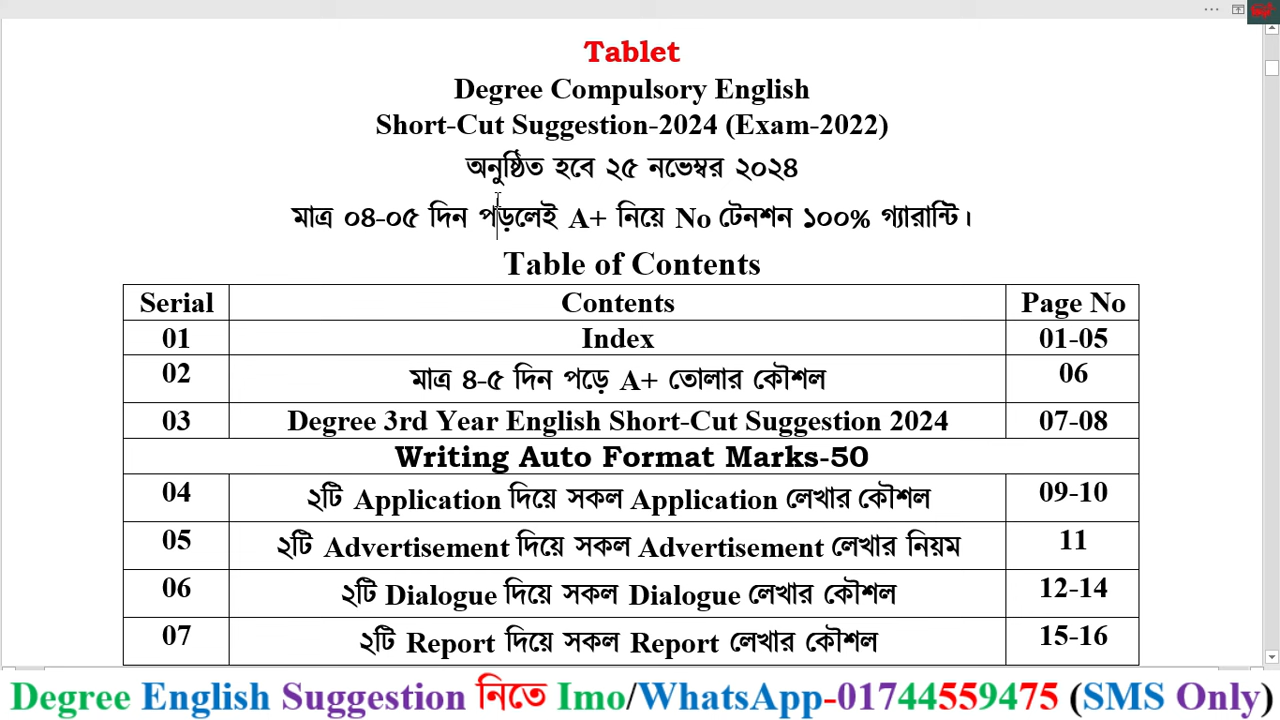 Tablet
Degree Compulsory English
Short-Cut Suggestion-2024 (Exam-2022)
অনুষ্ঠিত হবে ২৫ নভেম্বর ২০২৪
মাত্র ০৪-০৫ দিন পড়লেই A+ নিয়ে No টেনশন ১০০% গ্যারান্টি।
Table of Contents
Serial Contents Page No
01 Index 01-05
02 মাত্র ৪-৫ দিন পড়ে A+ তোলার কৌশল 06
03 Degree 3rd Year English Short-Cut Suggestion 2024 07-08
Writing Auto Format Marks-50
04 ২টি Application দিয়ে সকল Application লেখার কৌশল 09-10
05 ২টি Advertisement দিয়ে সকল Advertisement লেখার নিয়ম 11
06 ২টি Dialogue দিয়ে সকল Dialogue লেখার কৌশল 12-14
07 ২টি Report দিয়ে সকল Report লেখার কৌশল 15-16
Degree English Suggestion নিতে Imo/WhatsApp-01744559475 (SMS Only)